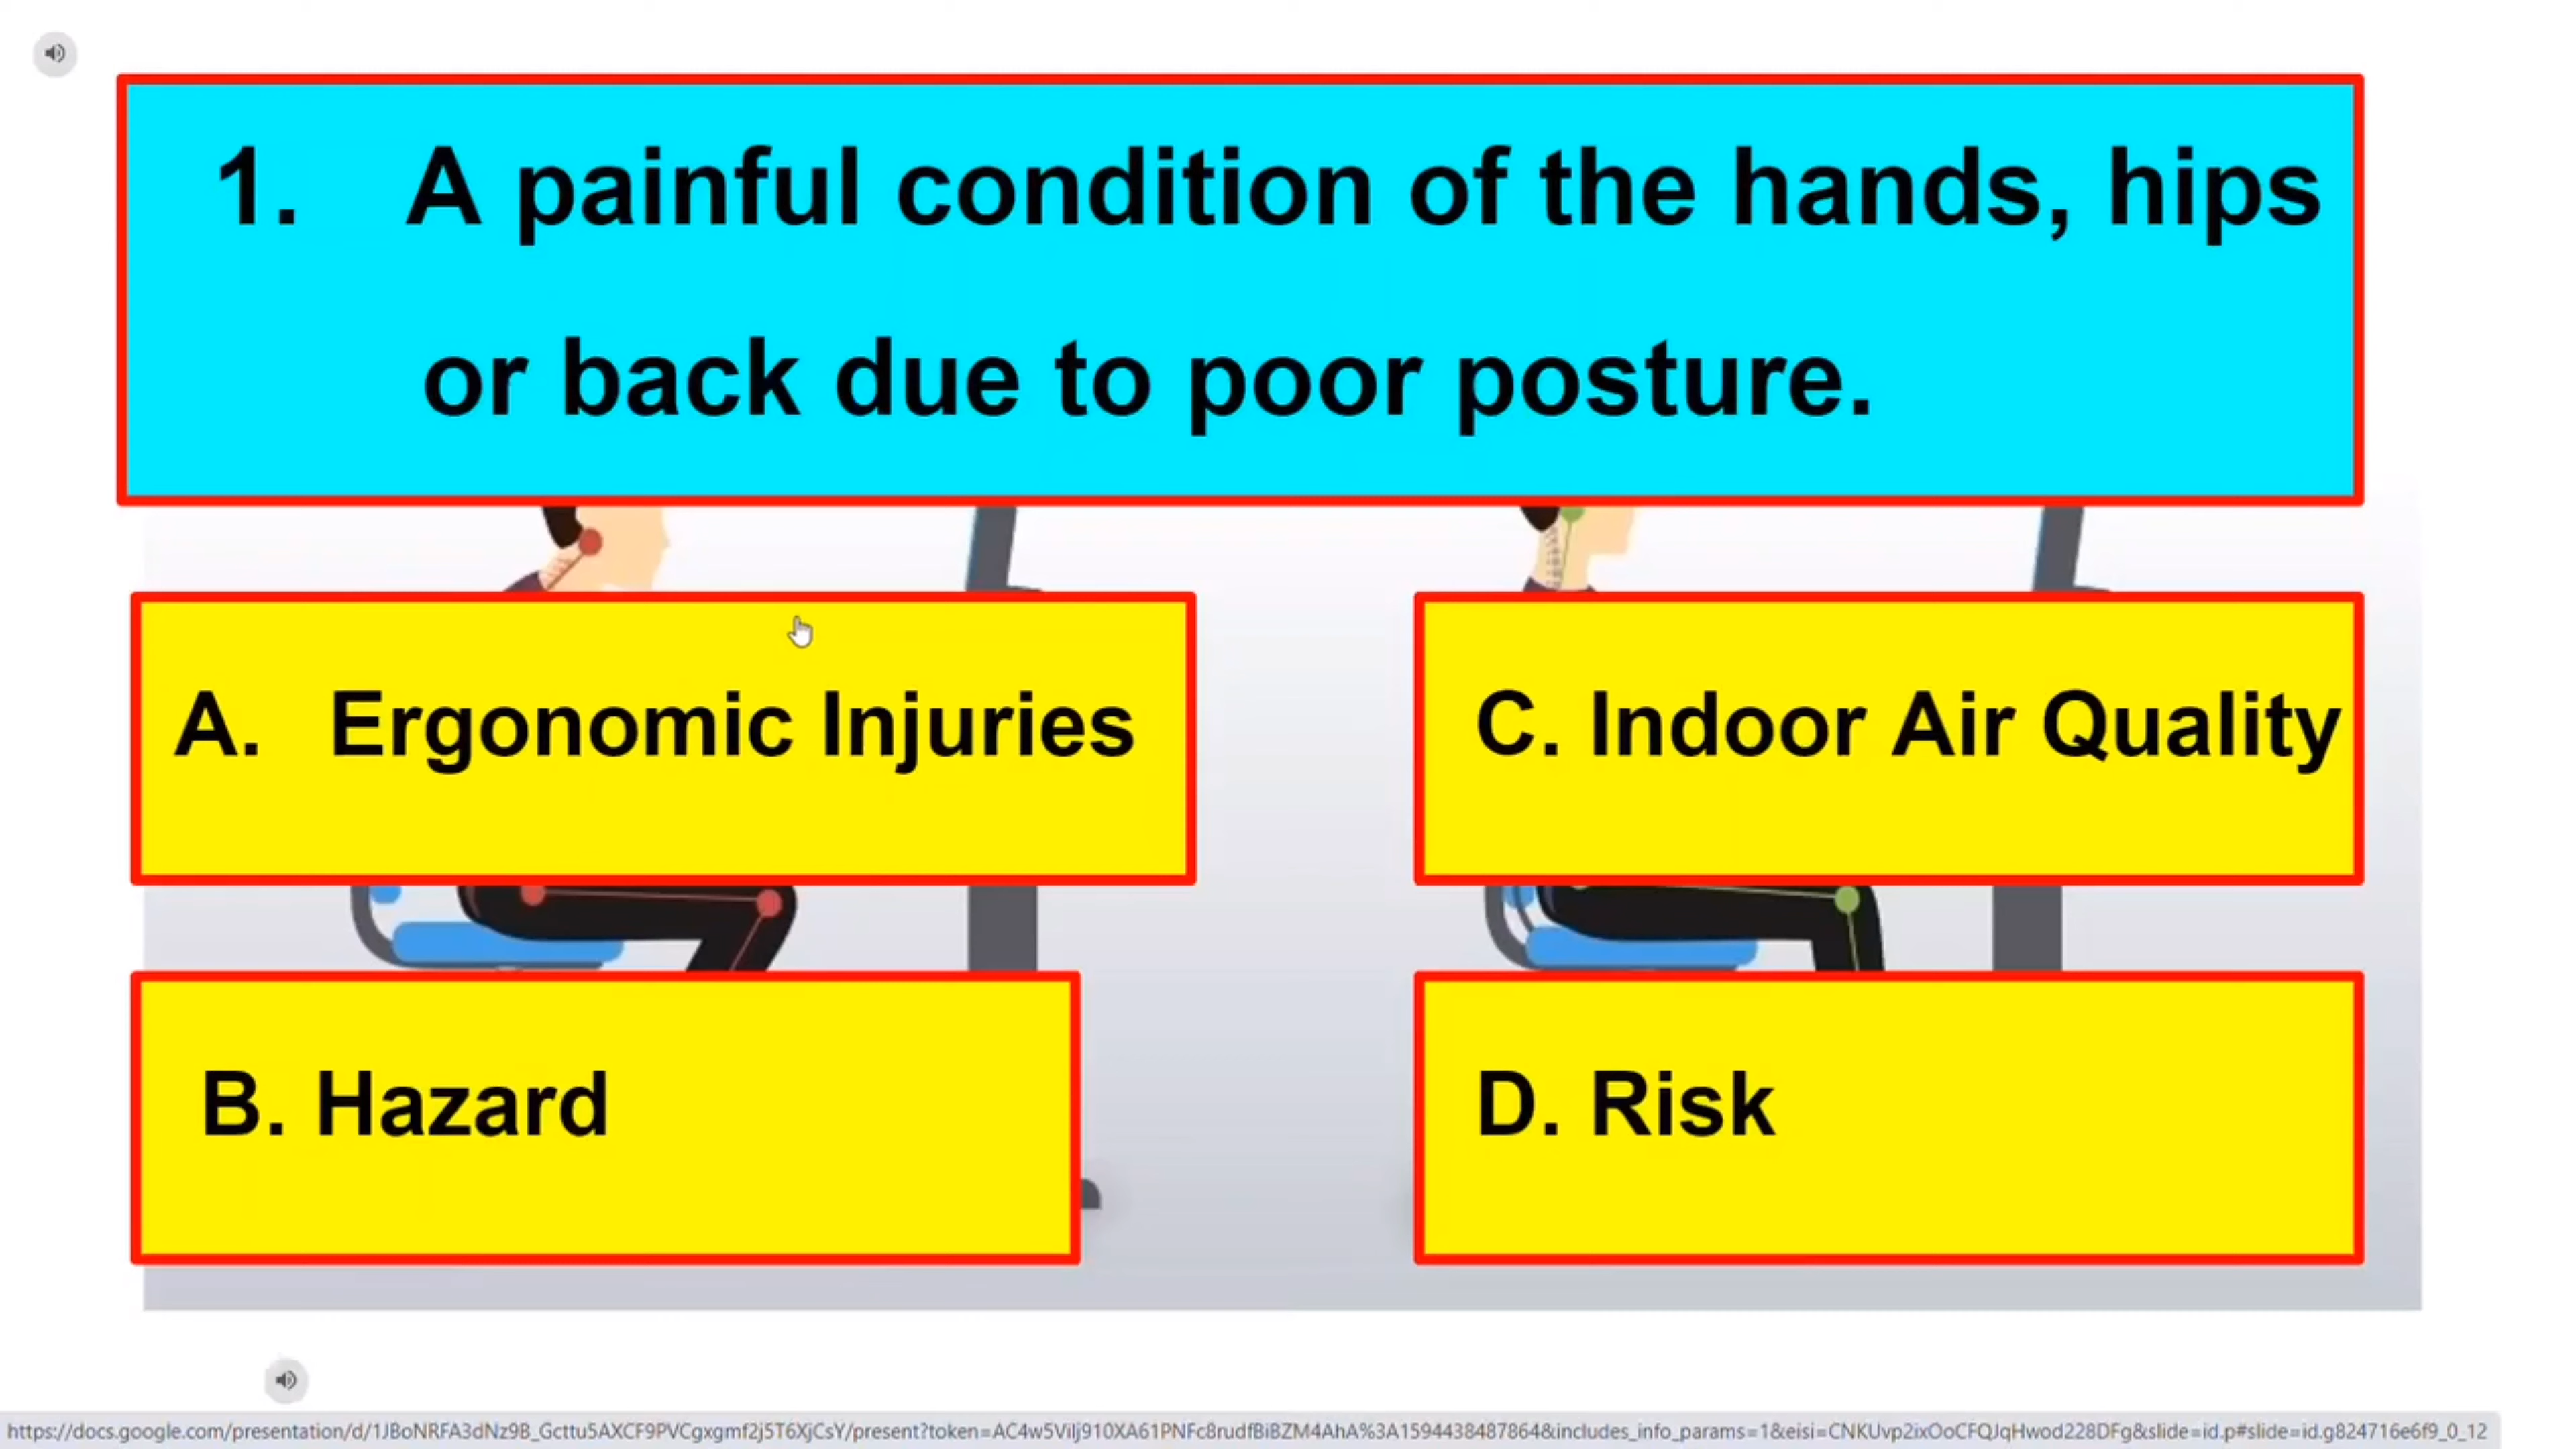 1. A painful condition of the hands, hips
or back due to poor posture.
A. Ergonomic Injuries
C. Indoor Air Quality
B. Hazard
D. Risk
https://docs.google.com/presentation/d/1JBoNRFA3dNz9B_Gcttu5AXCF9PVCgxgmf2j5T6XjCsY/present?token=AC4w5Vilj910XA61PNFc8rudfBiBZM4AhA%3A1594438487864&includes_info_params=1&eisi=CNKUvp2ixOoCFQJqHwod228DFg&slide=id.p#slide=id.g824716e6f9_0_12